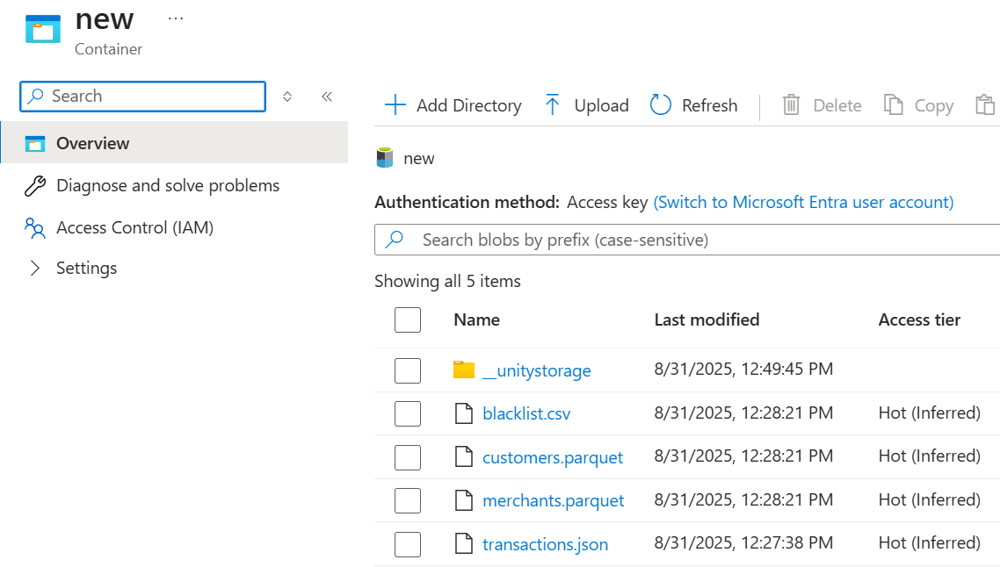 new ...
Container
Search
Overview
Diagnose and solve problems
Access Control (IAM)
Settings
Add Directory Upload Refresh Delete Copy
new
Authentication method: Access key (Switch to Microsoft Entra user account)
Search blobs by prefix (case-sensitive)
Showing all 5 items
Name Last modified Access tier
__unitystorage 8/31/2025, 12:49:45 PM
blacklist.csv 8/31/2025, 12:28:21 PM Hot (Inferred)
customers.parquet 8/31/2025, 12:28:21 PM Hot (Inferred)
merchants.parquet 8/31/2025, 12:28:21 PM Hot (Inferred)
transactions.json 8/31/2025, 12:27:38 PM Hot (Inferred)